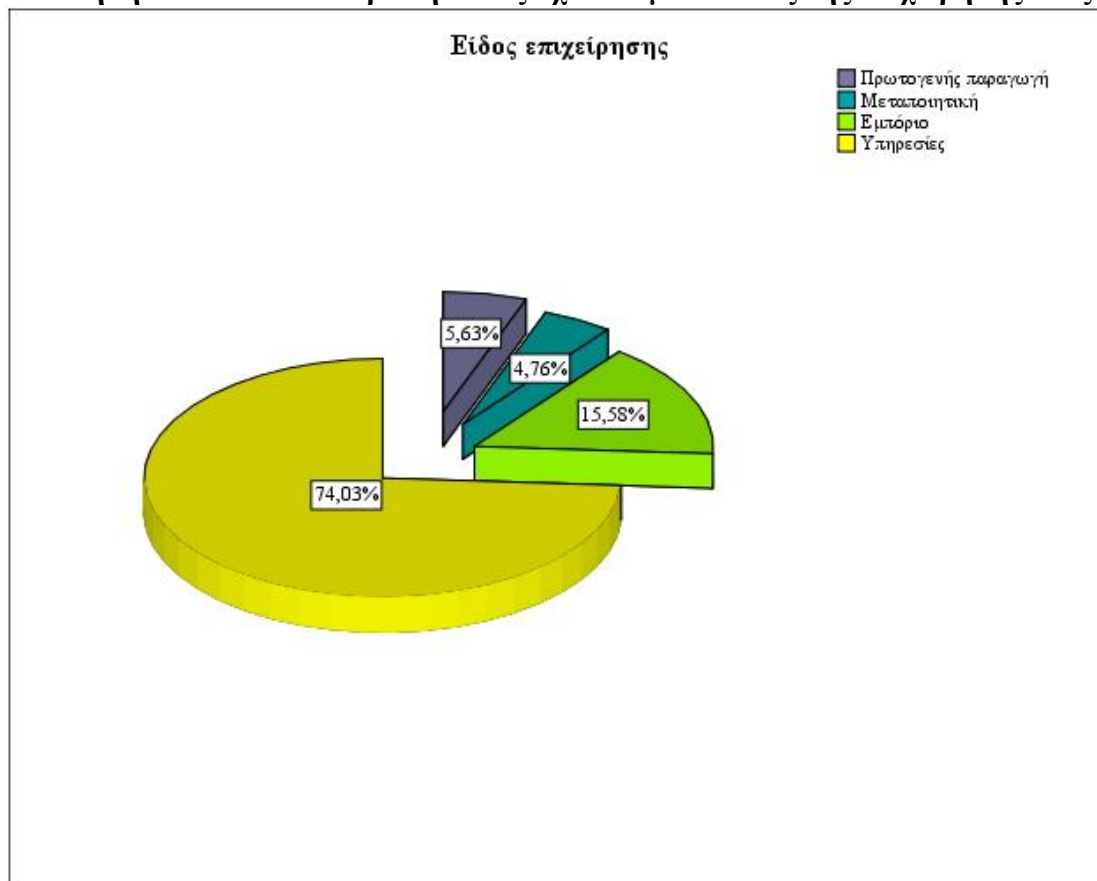 Είδος επιχείρησης
Πρωτογενής παραγωγή
Μεταποιητική
Εμπόριο
Υπηρεσίες
5,63%
4,76%
15,58%
74,03%